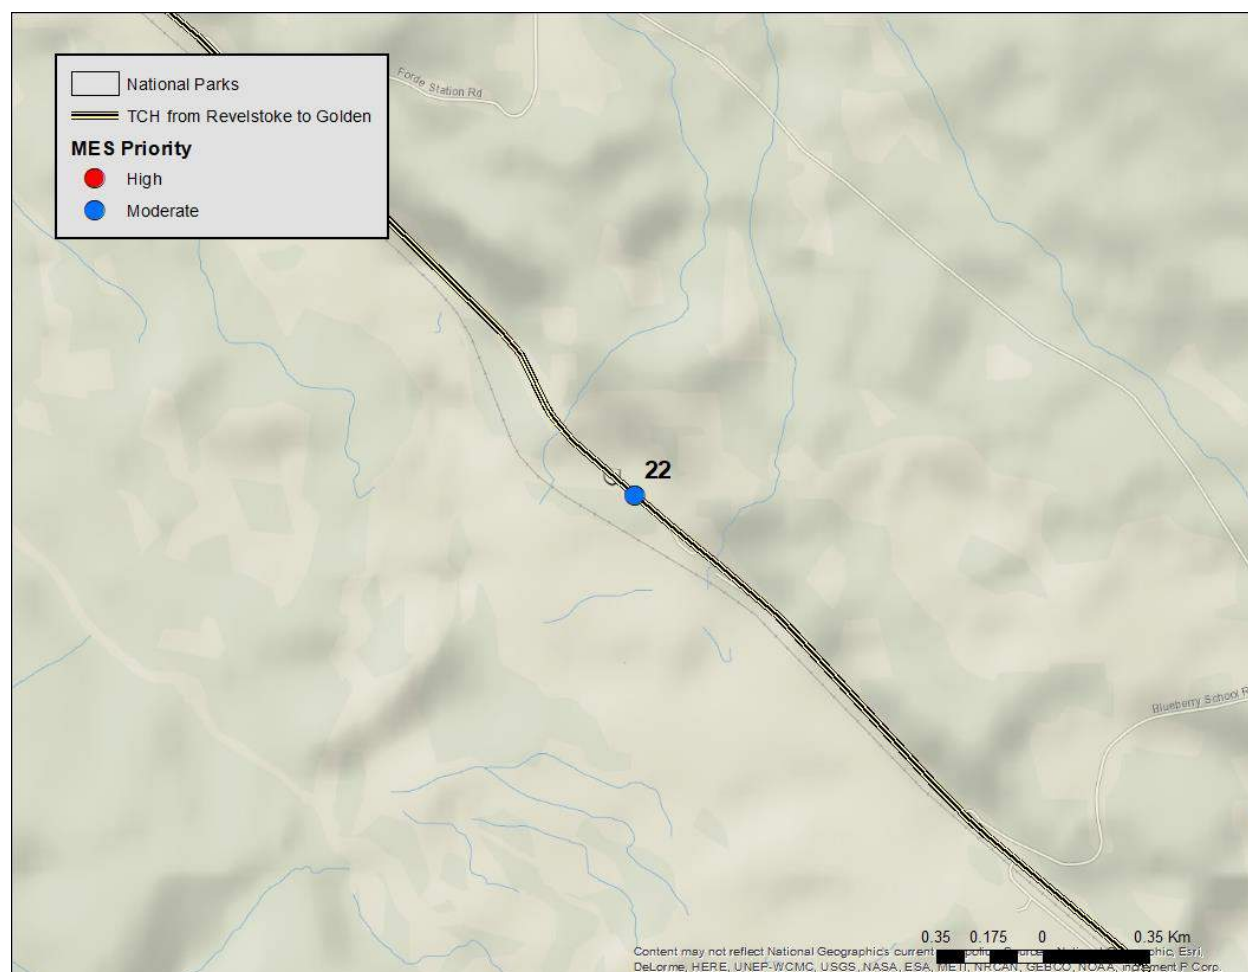 Forde Station Rd
National Parks
TCH from Revelstoke to Golden
MES Priority
High
Moderate
22
Blueberry School R
0.35 0.175 0 0.35 Km
Content may not reflect National Geographic's current
DeLorme, HERE, UNEP-WCMC, USGS, NASA, ESA, METI, NRCAN, GEBCO, NOAA, increment P Corp.